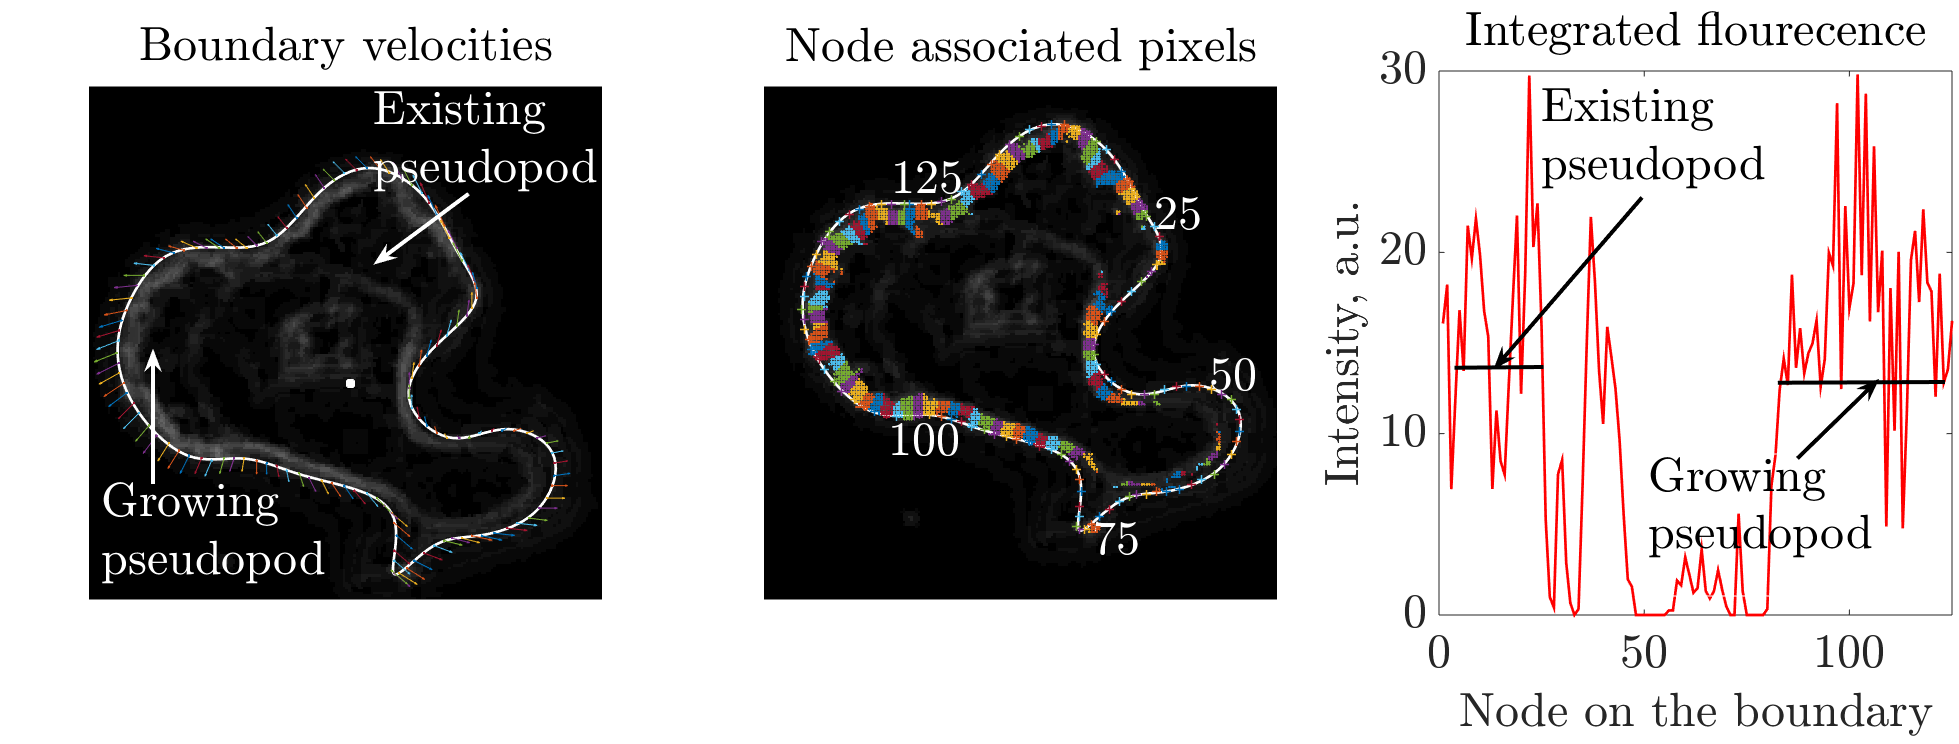 Boundary velocities
Existing
pseudopod
Growing
pseudopod
Node associated pixels
125
25
50
100
75
Integrated flourecence
30
20
10
0
Intensity, a.u.
Existing
pseudopod
Growing
pseudopod
0
50
100
Node on the boundary